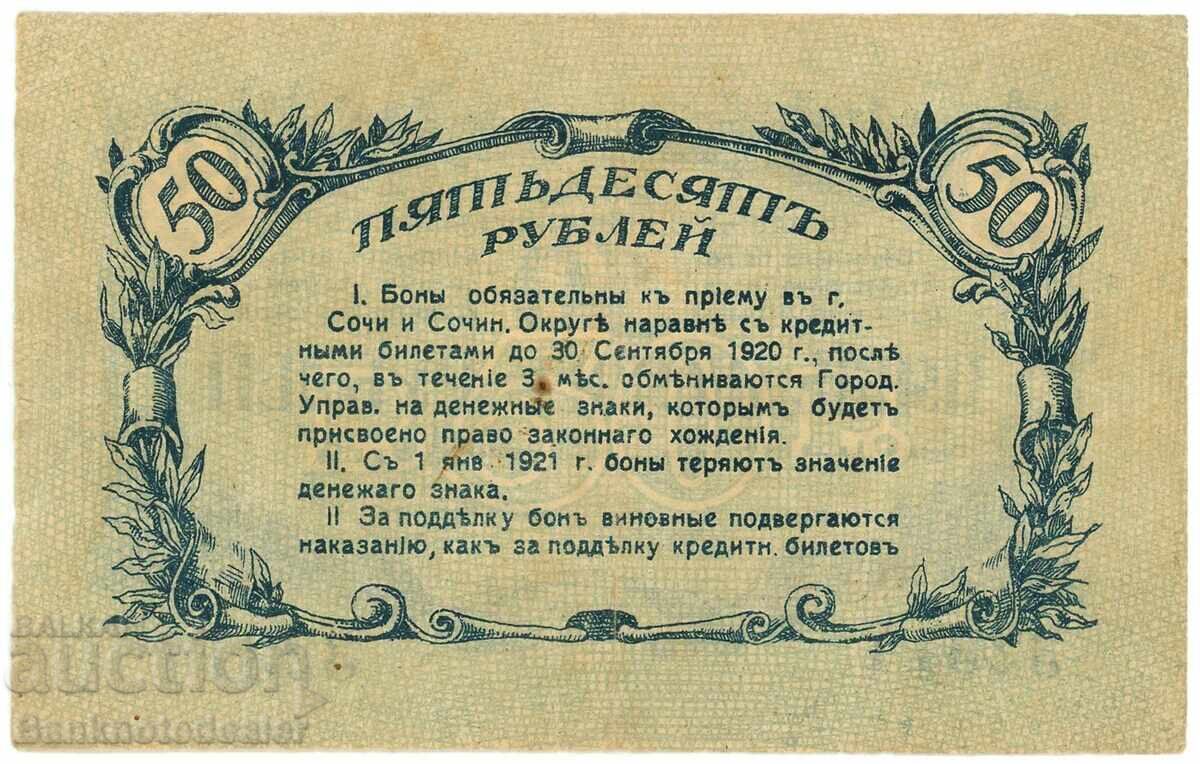 50
50
ПЯТЬДЕСЯТЪ
РУБЛЕЙ
I. Боны обязательны къ пріему въ г.
Сочи и Сочин. Округѣ наравнѣ съ кредит-
ными билетами до 30 Сентября 1920 г., послѣ
чего, въ теченіе 3 мѣс. обмѣниваются Город.
Управ. на денежные знаки, которымъ будетъ
присвоено право законнаго хожденія.
II. Съ 1 янв 1921 г. боны теряютъ значеніе
денежаго знака.
II За поддѣлку бонъ виновные подвергаются
наказанію, какъ за поддѣлку кредитн. билетовъ
auction
Banknotodealer